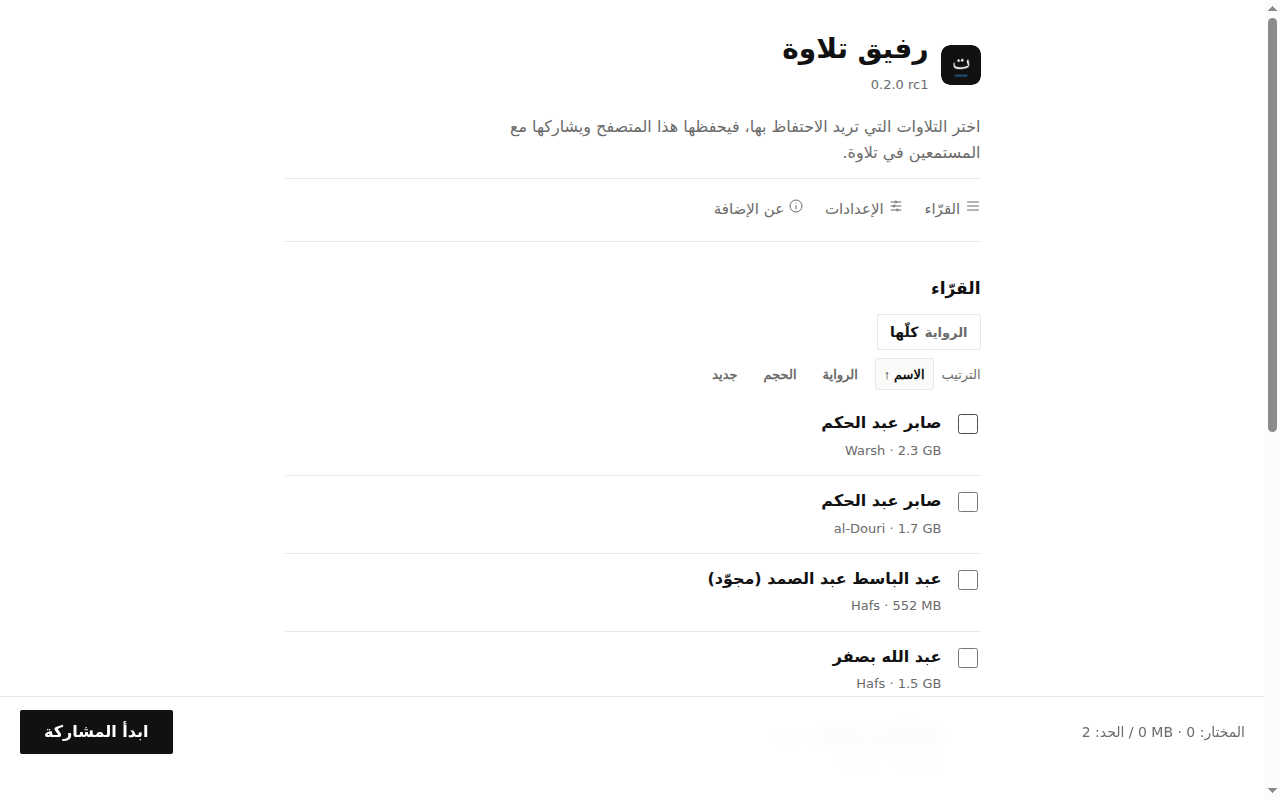 ت
رفيق تلاوة
0.2.0 rc1
اختر التلاوات التي تريد الاحتفاظ بها، فيحفظها هذا المتصفح ويشاركها مع
المستمعين في تلاوة.
القرّاء الإعدادات عن الإضافة
القرّاء
الرواية كلّها
الترتيب الاسم ↑ الرواية الحجم جديد
صابر عبد الحكم
Warsh · 2.3 GB
صابر عبد الحكم
al-Douri · 1.7 GB
عبد الباسط عبد الصمد (مجوّد)
Hafs · 552 MB
عبد الله بصفر
Hafs · 1.5 GB
المختار: 0 · 0 MB / الحد: 2
ابدأ المشاركة